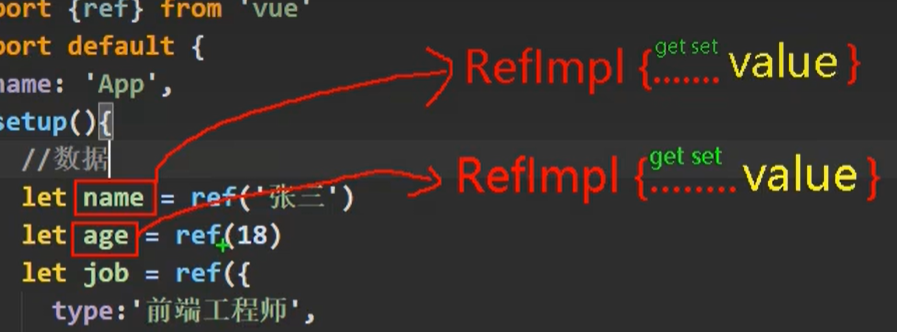 port {ref} from 'vue'
port default {
name: 'App',
setup(){
//数据
let name = ref('张三')
let age = ref(18)
let job = ref({
type:'前端工程师',
RefImpl {get set ....... value }
RefImpl {get set ........ value }